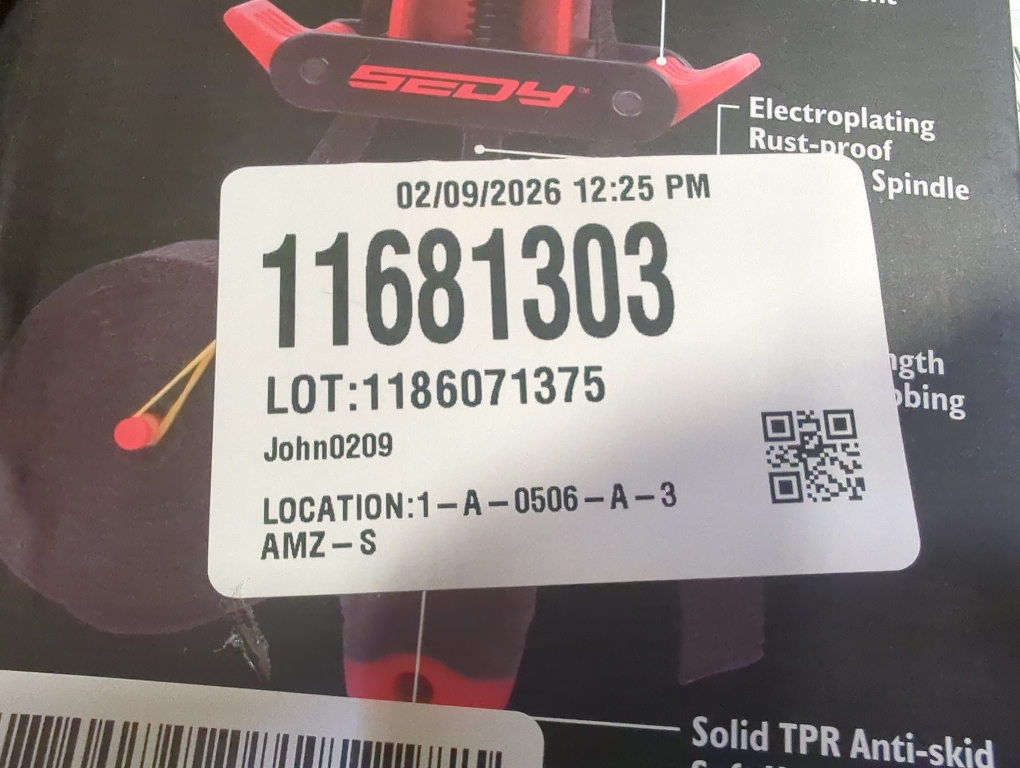 SEDY
Electroplating
Rust-proof
Spindle
02/09/2026 12:25 PM
11681303
LOT:1186071375
John0209
LOCATION:1-A-0506-A-3
AMZ-S
Solid TPR Anti-skid